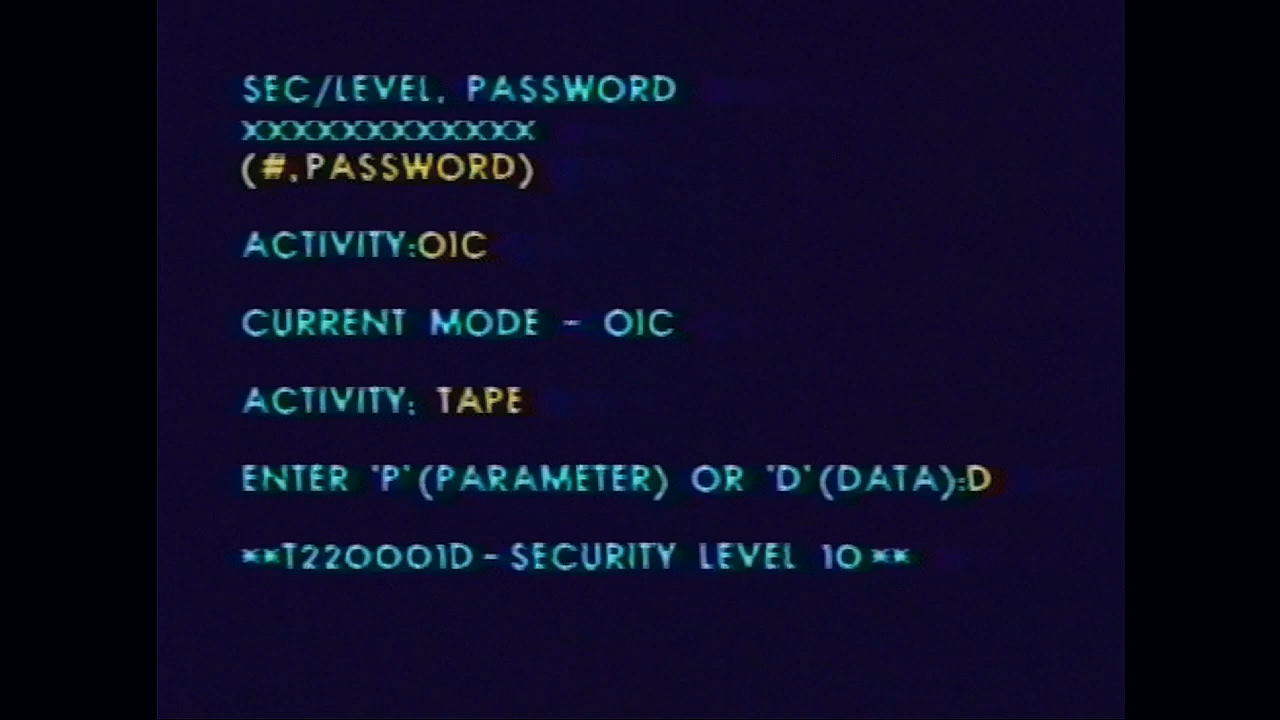 SEC/LEVEL, PASSWORD
XXXXXXXXXXXXX
(#,PASSWORD)
ACTIVITY:OIC
CURRENT MODE - OIC
ACTIVITY: TAPE
ENTER 'P'(PARAMETER) OR 'D'(DATA):D
**T220001D - SECURITY LEVEL 10 **